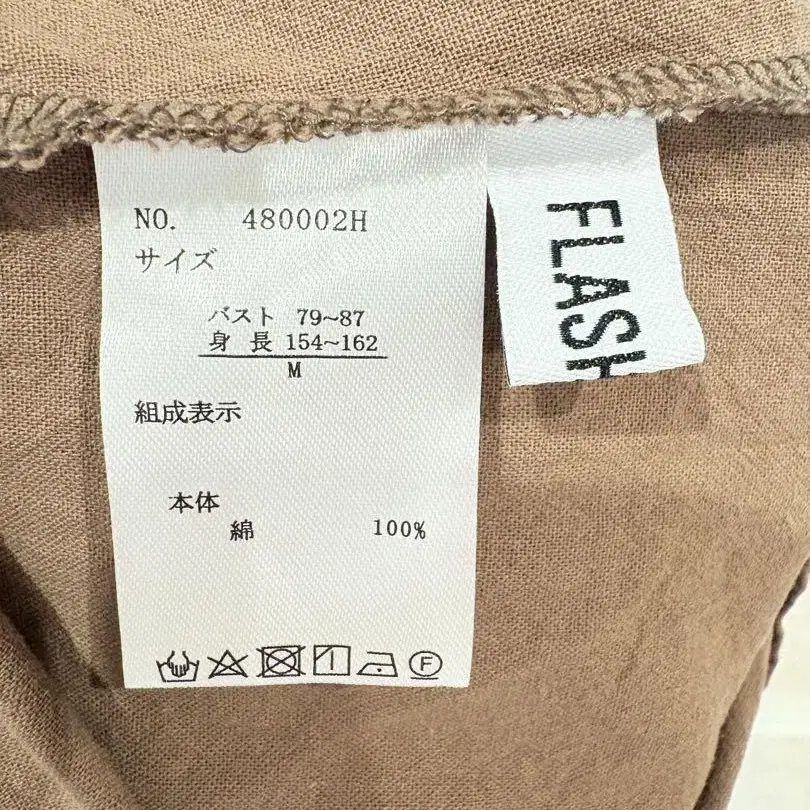 NO. 480002H
サイズ
バスト 79~87
身長 154~162
M
組成表示
本体
綿 100%
F
FLASH